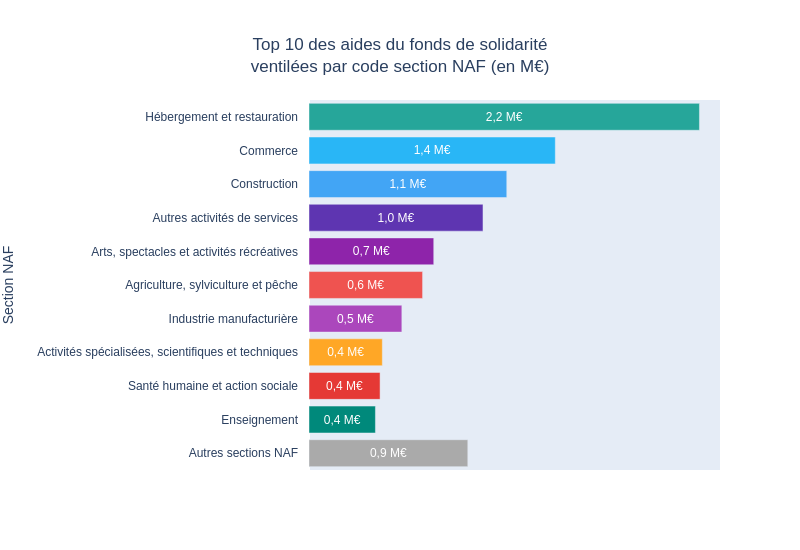 Top 10 des aides du fonds de solidarité
ventilées par code section NAF (en M€)
Section NAF
Hébergement et restauration 2,2 M€
Commerce 1,4 M€
Construction 1,1 M€
Autres activités de services 1,0 M€
Arts, spectacles et activités récréatives 0,7 M€
Agriculture, sylviculture et pêche 0,6 M€
Industrie manufacturière 0,5 M€
Activités spécialisées, scientifiques et techniques 0,4 M€
Santé humaine et action sociale 0,4 M€
Enseignement 0,4 M€
Autres sections NAF 0,9 M€